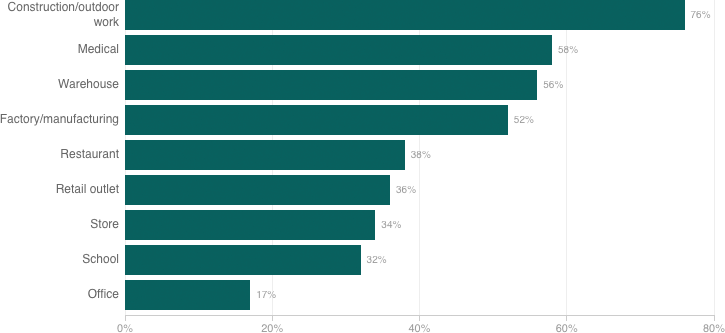 Construction/outdoor
work
76%
Medical
58%
Warehouse
56%
Factory/manufacturing
52%
Restaurant
38%
Retail outlet
36%
Store
34%
School
32%
Office
17%
0%
20%
40%
60%
80%